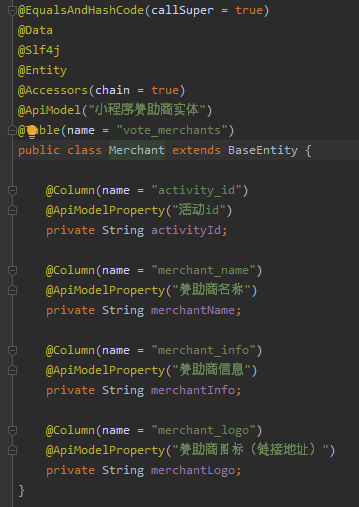 @EqualsAndHashCode(callSuper = true)
@Data
@Slf4j
@Entity
@Accessors(chain = true)
@ApiModel("小程序赞助商实体")
@Table(name = "vote_merchants")
public class Merchant extends BaseEntity {
@Column(name = "activity_id")
@ApiModelProperty("活动id")
private String activityId;
@Column(name = "merchant_name")
@ApiModelProperty("赞助商名称")
private String merchantName;
@Column(name = "merchant_info")
@ApiModelProperty("赞助商信息")
private String merchantInfo;
@Column(name = "merchant_logo")
@ApiModelProperty("赞助商图标（链接地址）")
private String merchantLogo;
}